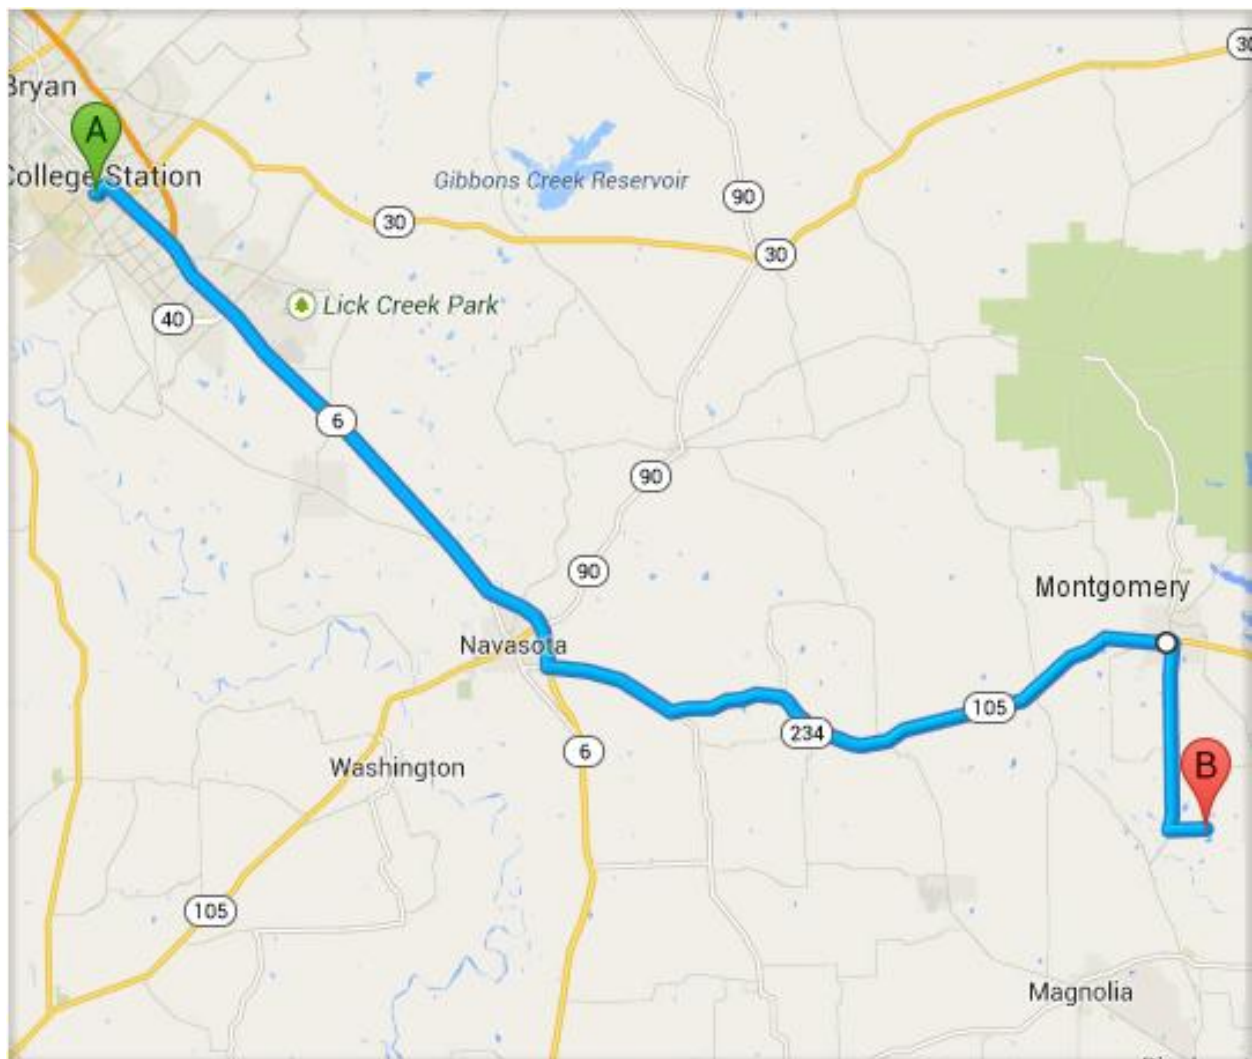 30
Bryan
A
College Station
Gibbons Creek Reservoir
90
30
30
Lick Creek Park
40
6
90
90
Montgomery
Navasota
105
234
6
Washington
B
105
Magnolia